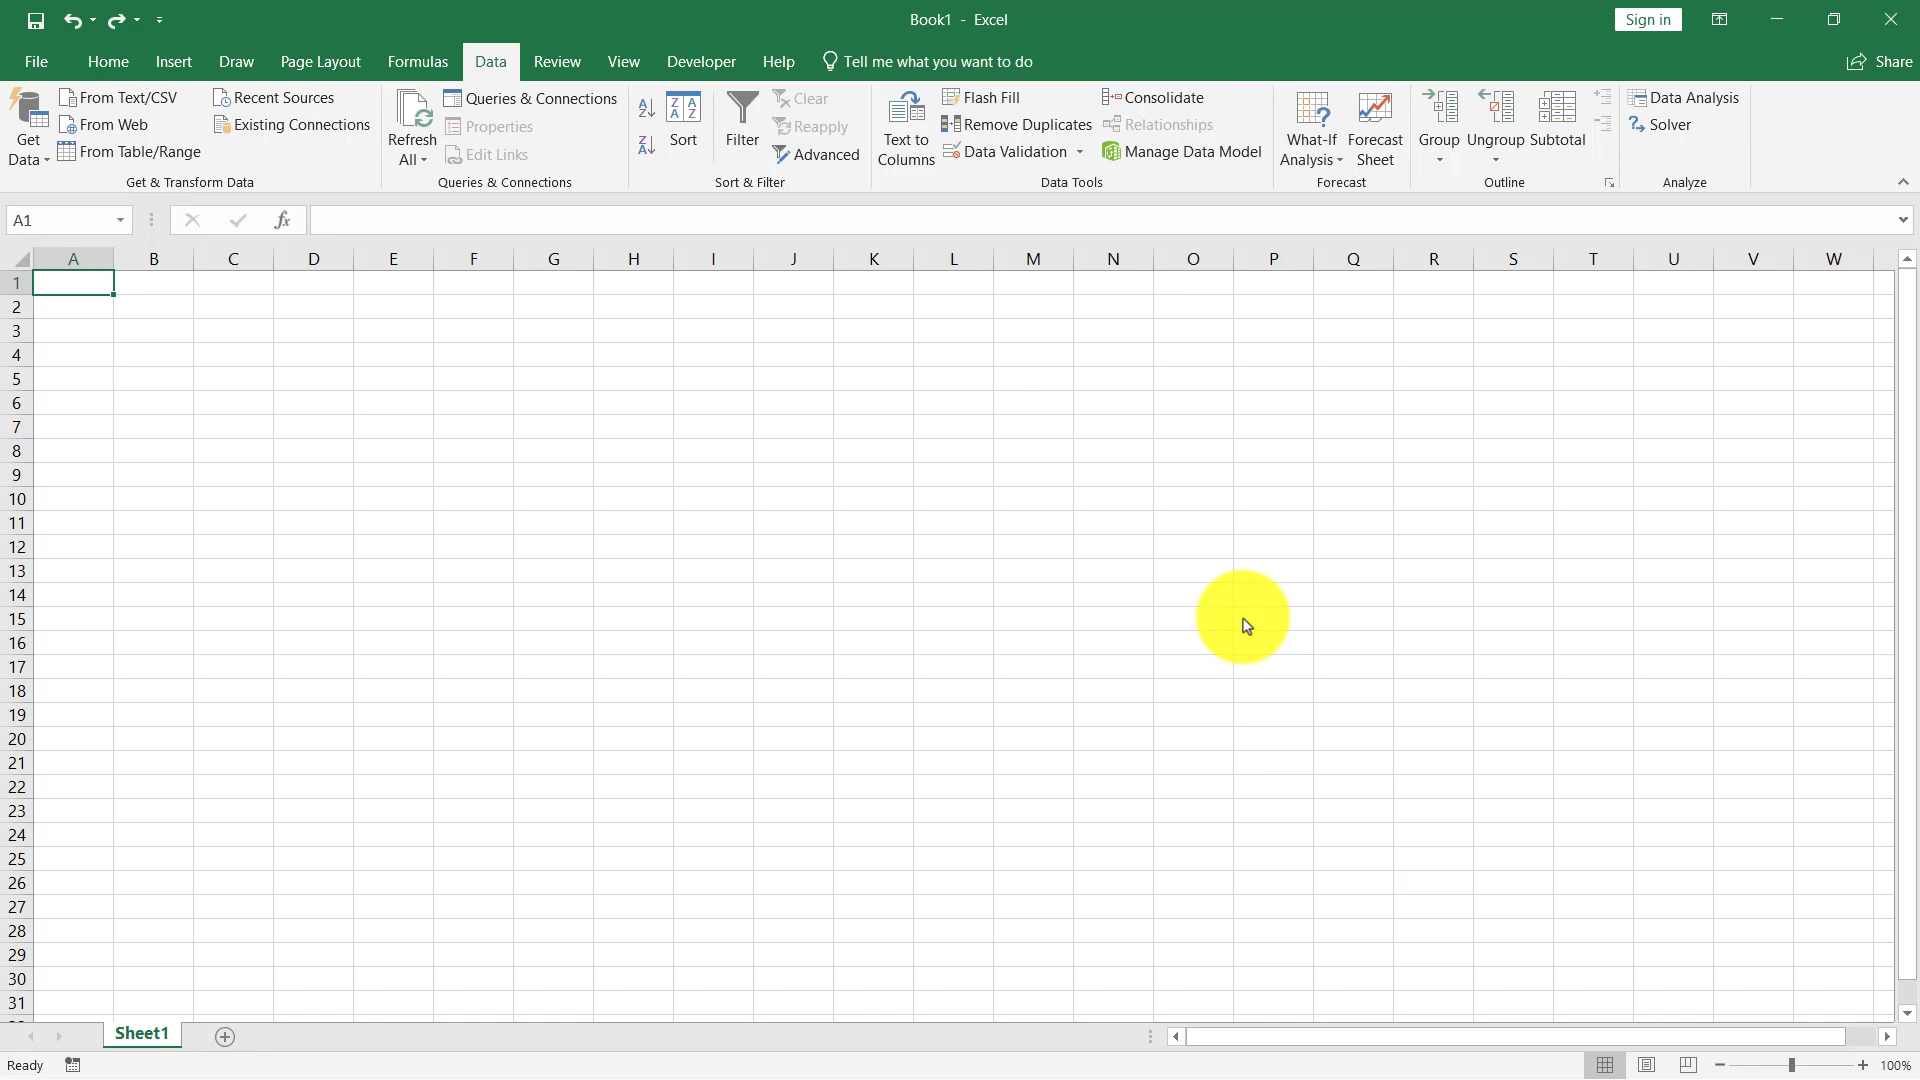 Book1 - Excel
Sign in
File Home Insert Draw Page Layout Formulas Data Review View Developer Help Tell me what you want to do Share
Get Data
From Text/CSV
From Web
From Table/Range
Recent Sources
Existing Connections
Get & Transform Data
Refresh All
Queries & Connections
Properties
Edit Links
Queries & Connections
Sort
Filter
Clear
Reapply
Advanced
Sort & Filter
Text to Columns
Flash Fill
Remove Duplicates
Data Validation
Consolidate
Relationships
Manage Data Model
Data Tools
What-If Analysis
Forecast Sheet
Forecast
Group
Ungroup
Subtotal
Outline
Data Analysis
Solver
Analyze
A1
fx
A B C D E F G H I J K L M N O P Q R S T U V W
1
2
3
4
5
6
7
8
9
10
11
12
13
14
15
16
17
18
19
20
21
22
23
24
25
26
27
28
29
30
31
Sheet1
Ready
100%